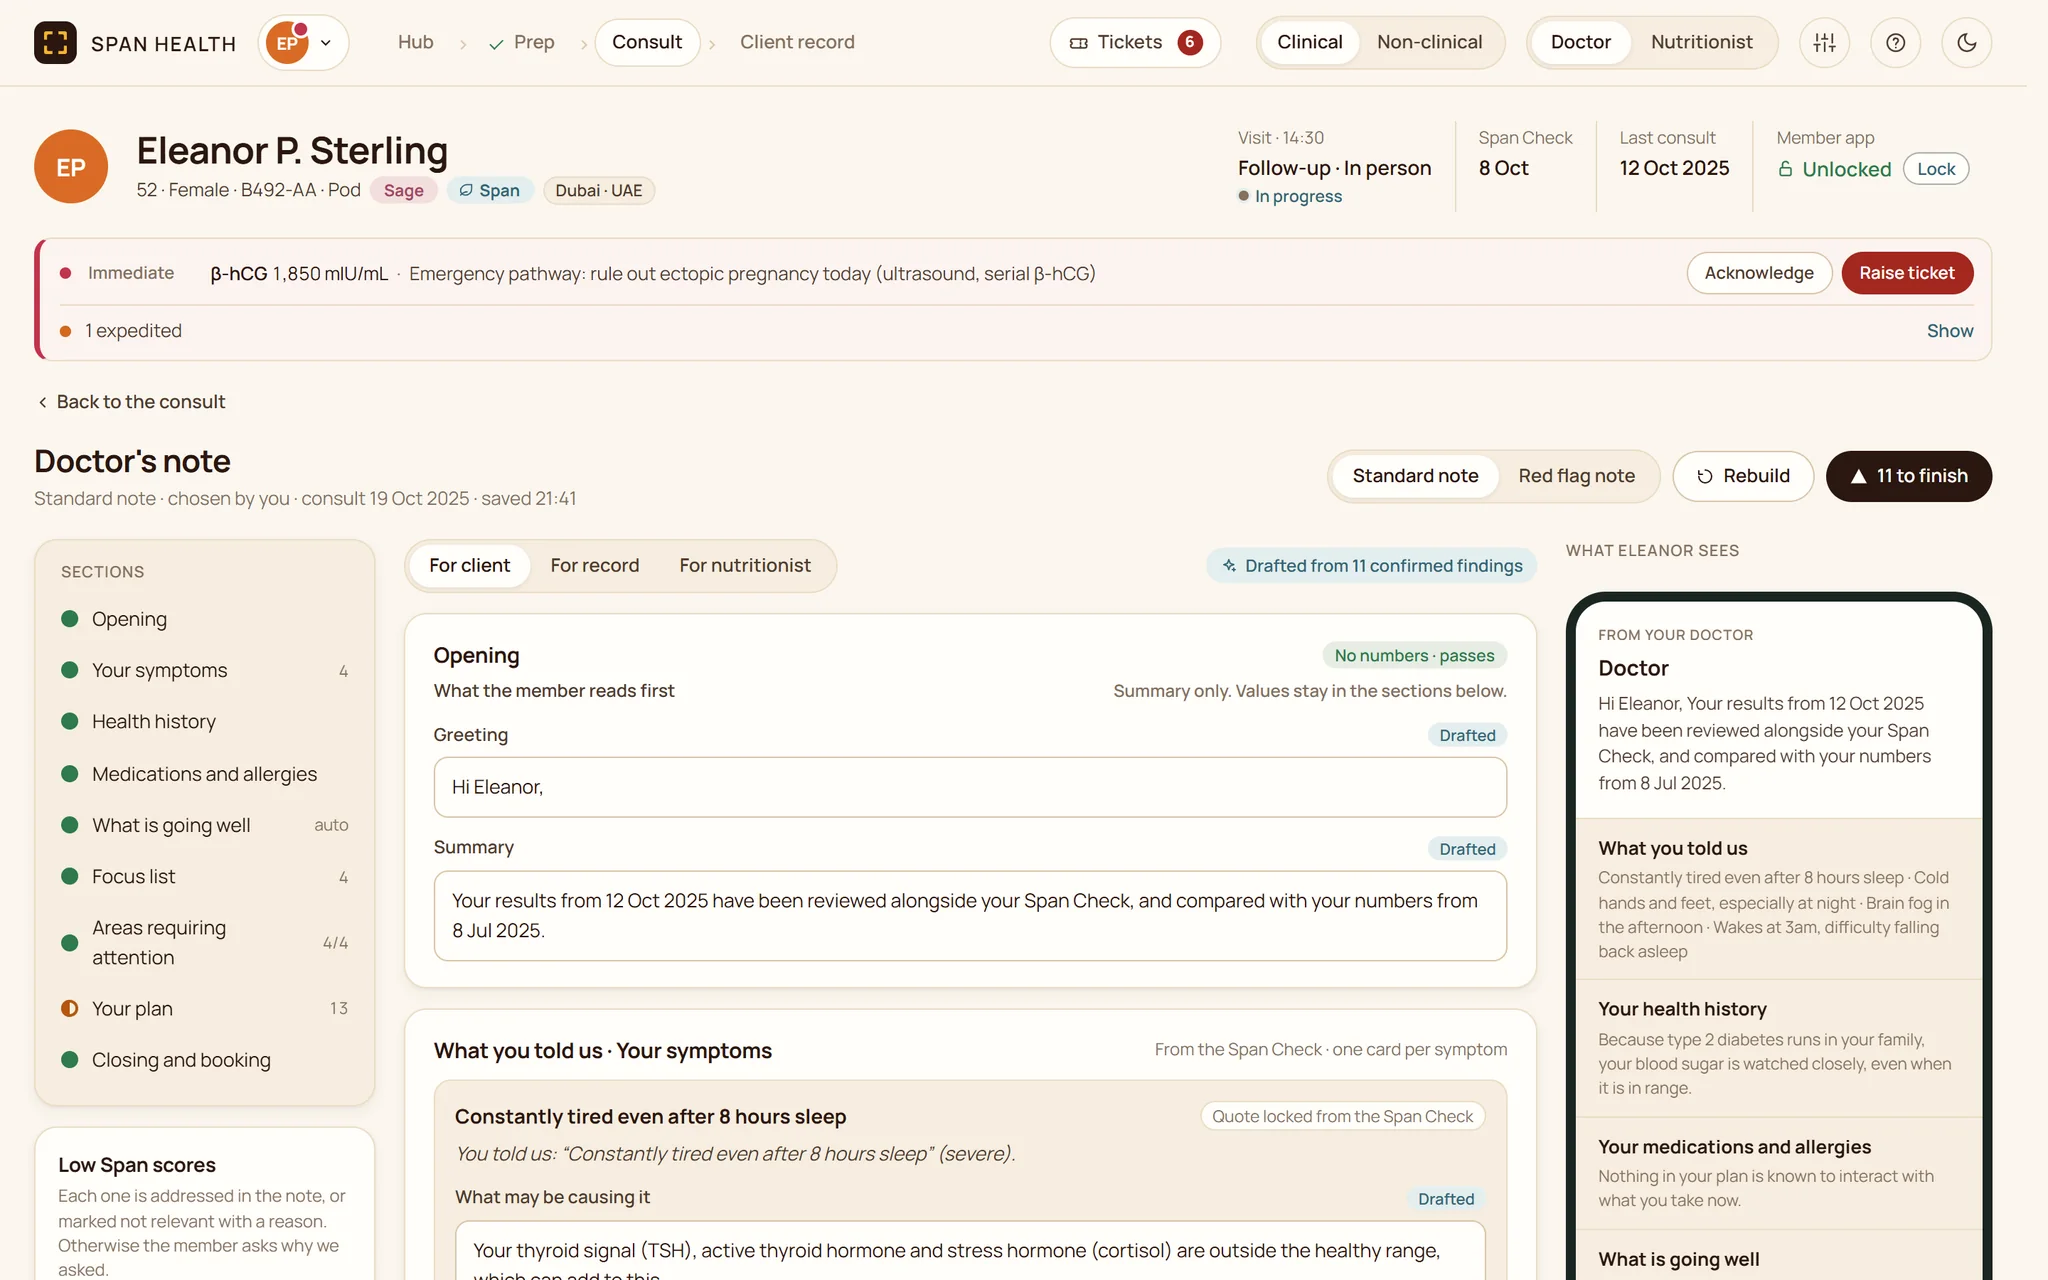 SPAN HEALTH
EP
Hub
Prep
Consult
Client record
Tickets 6
Clinical
Non-clinical
Doctor
Nutritionist
EP
Eleanor P. Sterling
52 · Female · B492-AA · Pod Sage Span Dubai · UAE
Visit · 14:30
Follow-up · In person
In progress
Span Check
8 Oct
Last consult
12 Oct 2025
Member app
Unlocked
Lock
Immediate β-hCG 1,850 mIU/mL · Emergency pathway: rule out ectopic pregnancy today (ultrasound, serial β-hCG)
Acknowledge
Raise ticket
1 expedited
Show
Back to the consult
Doctor's note
Standard note · chosen by you · consult 19 Oct 2025 · saved 21:41
Standard note
Red flag note
Rebuild
11 to finish
SECTIONS
Opening
Your symptoms 4
Health history
Medications and allergies
What is going well auto
Focus list 4
Areas requiring
attention 4/4
Your plan 13
Closing and booking
Low Span scores
Each one is addressed in the note, or
marked not relevant with a reason.
Otherwise the member asks why we
asked.
For client
For record
For nutritionist
Drafted from 11 confirmed findings
Opening
No numbers · passes
What the member reads first
Summary only. Values stay in the sections below.
Greeting
Drafted
Hi Eleanor,
Summary
Drafted
Your results from 12 Oct 2025 have been reviewed alongside your Span Check, and compared with your numbers from
8 Jul 2025.
What you told us · Your symptoms
From the Span Check · one card per symptom
Constantly tired even after 8 hours sleep
Quote locked from the Span Check
You told us: “Constantly tired even after 8 hours sleep” (severe).
What may be causing it
Drafted
Your thyroid signal (TSH), active thyroid hormone and stress hormone (cortisol) are outside the healthy range,
which can add to this.
WHAT ELEANOR SEES
FROM YOUR DOCTOR
Doctor
Hi Eleanor, Your results from 12 Oct 2025
have been reviewed alongside your Span
Check, and compared with your numbers
from 8 Jul 2025.
What you told us
Constantly tired even after 8 hours sleep · Cold
hands and feet, especially at night · Brain fog in
the afternoon · Wakes at 3am, difficulty falling
back asleep
Your health history
Because type 2 diabetes runs in your family,
your blood sugar is watched closely, even when
it is in range.
Your medications and allergies
Nothing in your plan is known to interact with
what you take now.
What is going well